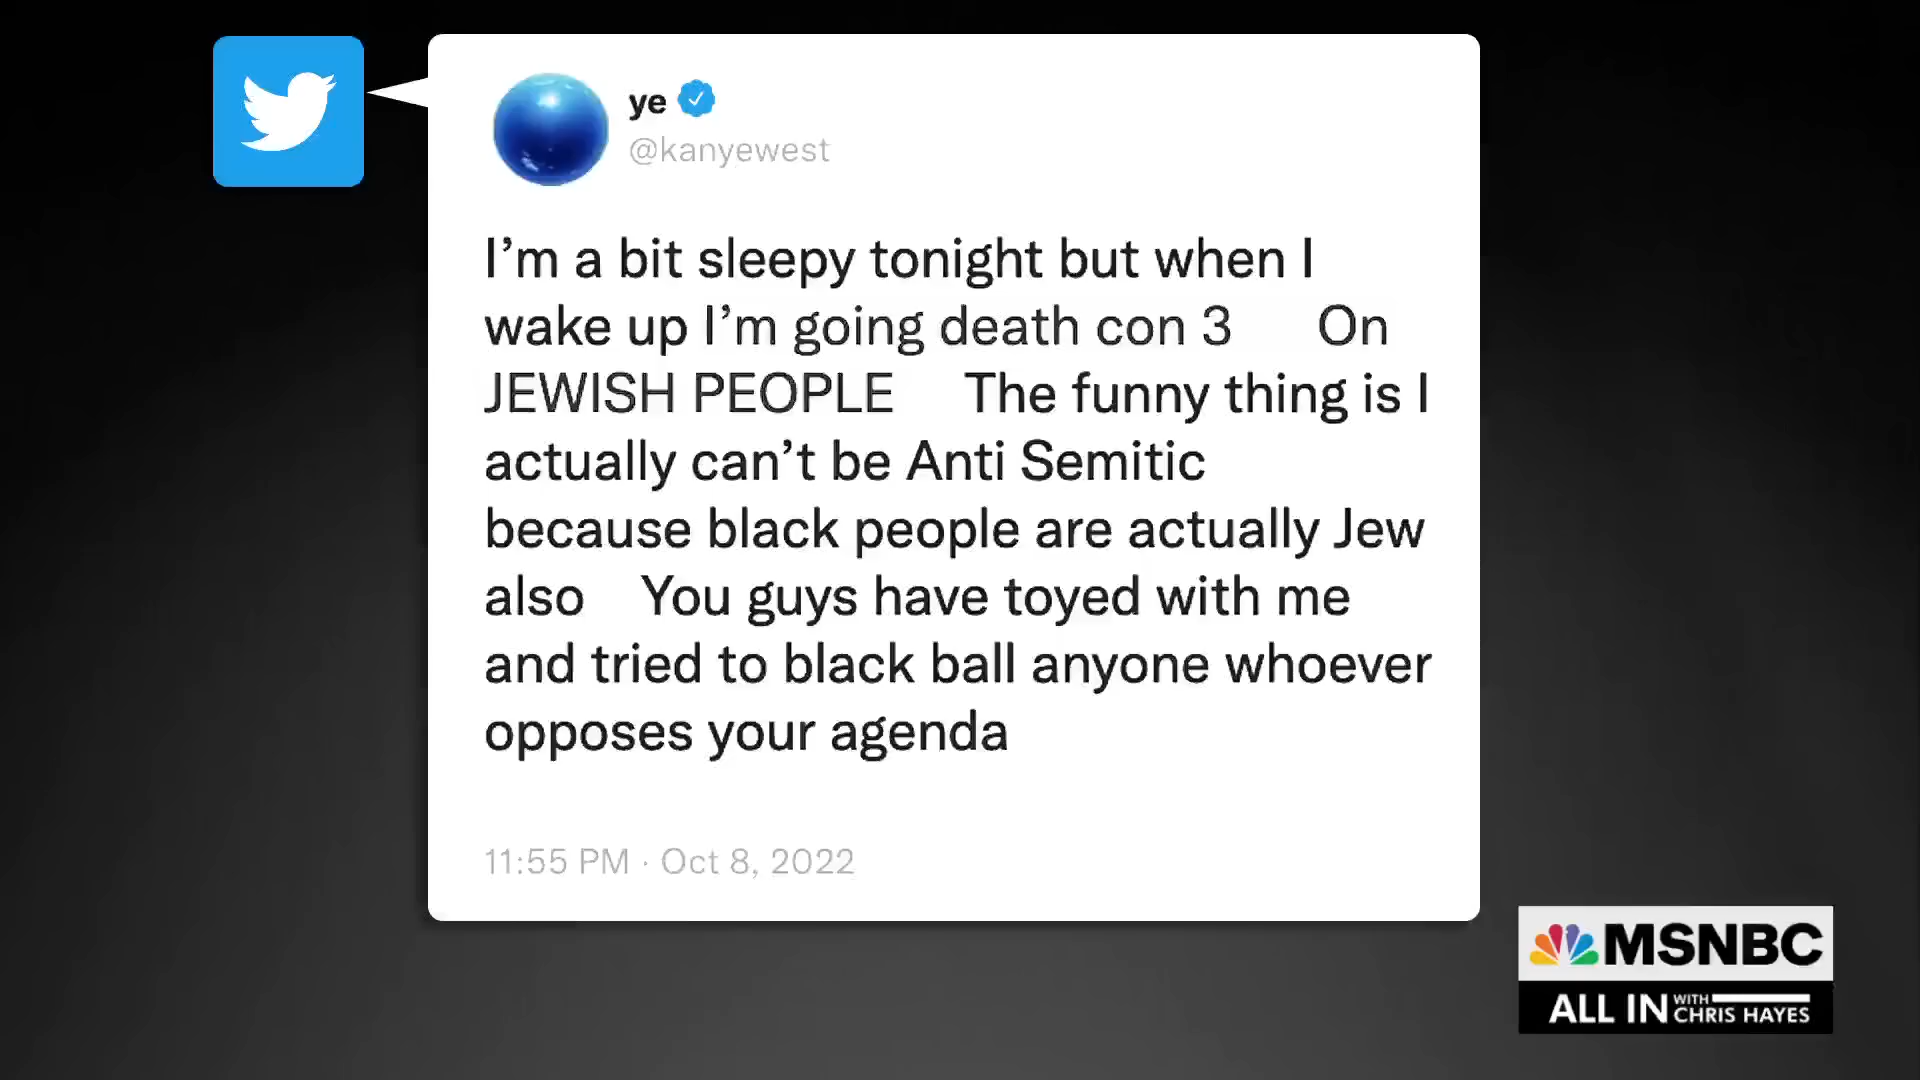 ye
@kanyewest
I’m a bit sleepy tonight but when I
wake up I’m going death con 3 On
JEWISH PEOPLE The funny thing is I
actually can’t be Anti Semitic
because black people are actually Jew
also You guys have toyed with me
and tried to black ball anyone whoever
opposes your agenda
11:55 PM · Oct 8, 2022
MSNBC
ALL IN WITH CHRIS HAYES